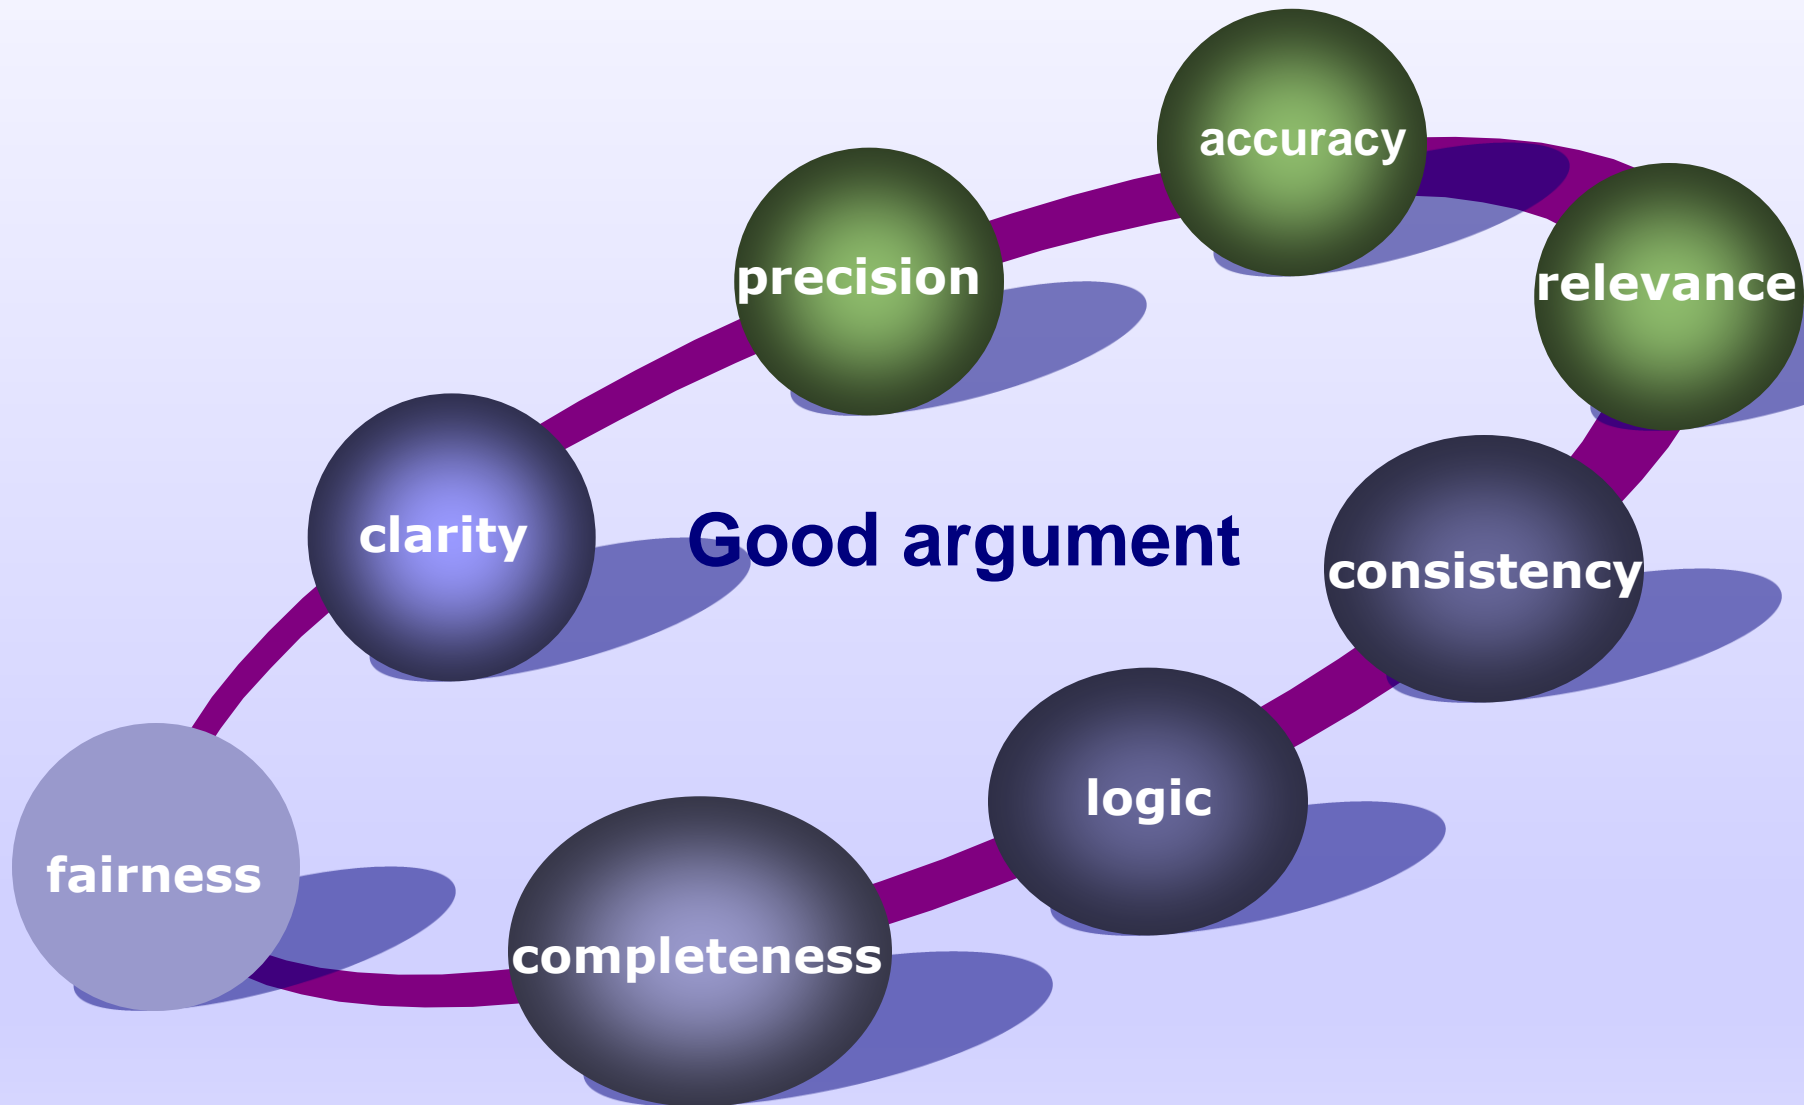 accuracy
precision
relevance
clarity
Good argument
consistency
logic
fairness
completeness